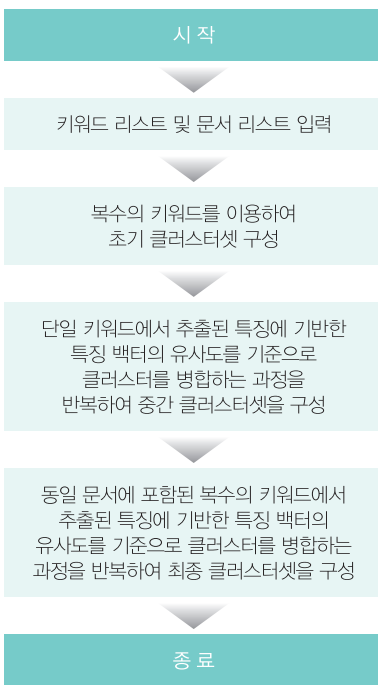 시작
키워드 리스트 및 문서 리스트 입력
복수의 키워드를 이용하여
초기 클러스터셋 구성
단일 키워드에서 추출된 특징에 기반한
특징 백터의 유사도를 기준으로
클러스터를 병합하는 과정을
반복하여 중간 클러스터셋을 구성
동일 문서에 포함된 복수의 키워드에서
추출된 특징에 기반한 특징 백터의
유사도를 기준으로 클러스터를 병합하는
과정을 반복하여 최종 클러스터셋을 구성
종료